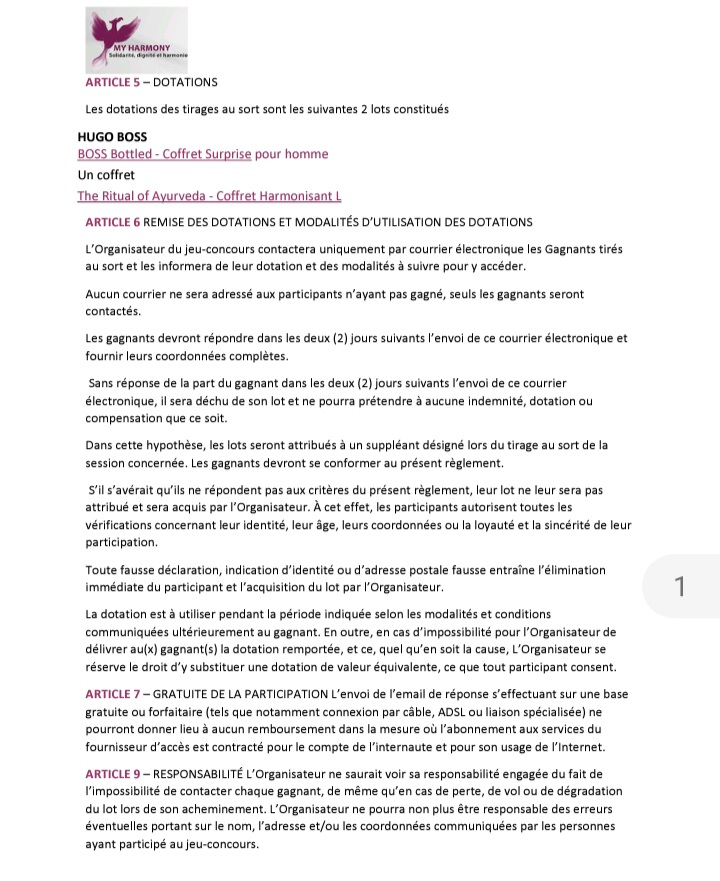 MY HARMONY
Solidarité, dignité et harmonie
ARTICLE 5 – DOTATIONS
Les dotations des tirages au sort sont les suivantes 2 lots constitués
HUGO BOSS
BOSS Bottled - Coffret Surprise pour homme
Un coffret
The Ritual of Ayurveda - Coffret Harmonisant L
ARTICLE 6 REMISE DES DOTATIONS ET MODALITÉS D’UTILISATION DES DOTATIONS
L’Organisateur du jeu-concours contactera uniquement par courrier électronique les Gagnants tirés
au sort et les informera de leur dotation et des modalités à suivre pour y accéder.
Aucun courrier ne sera adressé aux participants n’ayant pas gagné, seuls les gagnants seront
contactés.
Les gagnants devront répondre dans les deux (2) jours suivants l’envoi de ce courrier électronique et
fournir leurs coordonnées complètes.
Sans réponse de la part du gagnant dans les deux (2) jours suivants l’envoi de ce courrier
électronique, il sera déchu de son lot et ne pourra prétendre à aucune indemnité, dotation ou
compensation que ce soit.
Dans cette hypothèse, les lots seront attribués à un suppléant désigné lors du tirage au sort de la
session concernée. Les gagnants devront se conformer au présent règlement.
S’il s’avérait qu’ils ne répondent pas aux critères du présent règlement, leur lot ne leur sera pas
attribué et sera acquis par l’Organisateur. À cet effet, les participants autorisent toutes les
vérifications concernant leur identité, leur âge, leurs coordonnées ou la loyauté et la sincérité de leur
participation.
Toute fausse déclaration, indication d’identité ou d’adresse postale fausse entraîne l’élimination
immédiate du participant et l’acquisition du lot par l’Organisateur.
1
La dotation est à utiliser pendant la période indiquée selon les modalités et conditions
communiquées ultérieurement au gagnant. En outre, en cas d’impossibilité pour l’Organisateur de
délivrer au(x) gagnant(s) la dotation remportée, et ce, quel qu’en soit la cause, L’Organisateur se
réserve le droit d’y substituer une dotation de valeur équivalente, ce que tout participant consent.
ARTICLE 7 – GRATUITE DE LA PARTICIPATION L’envoi de l’email de réponse s’effectuant sur une base
gratuite ou forfaitaire (tels que notamment connexion par câble, ADSL ou liaison spécialisée) ne
pourront donner lieu à aucun remboursement dans la mesure où l’abonnement aux services du
fournisseur d’accès est contracté pour le compte de l’internaute et pour son usage de l’Internet.
ARTICLE 9 – RESPONSABILITÉ L’Organisateur ne saurait voir sa responsabilité engagée du fait de
l’impossibilité de contacter chaque gagnant, de même qu’en cas de perte, de vol ou de dégradation
du lot lors de son acheminement. L’Organisateur ne pourra non plus être responsable des erreurs
éventuelles portant sur le nom, l’adresse et/ou les coordonnées communiquées par les personnes
ayant participé au jeu-concours.